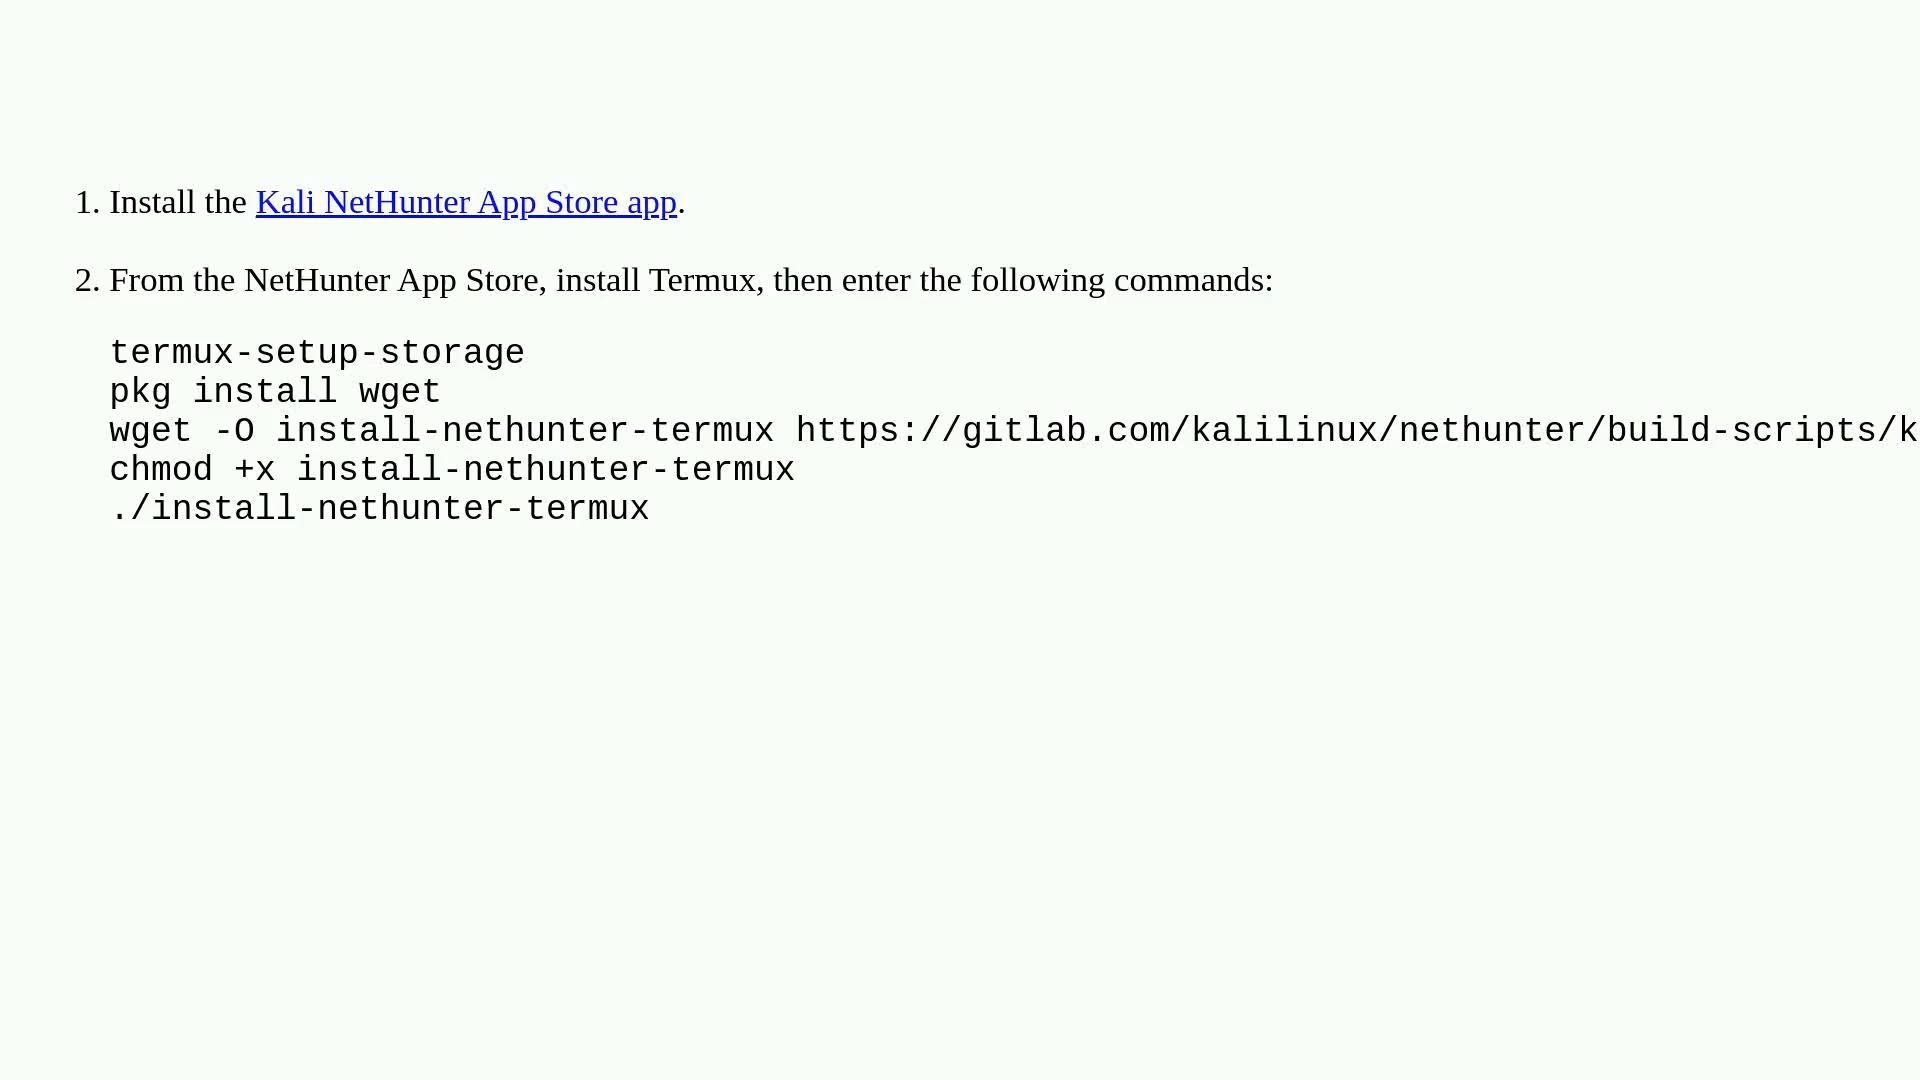 1. Install the Kali NetHunter App Store app.
2. From the NetHunter App Store, install Termux, then enter the following commands:
termux-setup-storage
pkg install wget
wget -O install-nethunter-termux https://gitlab.com/kalilinux/nethunter/build-scripts/k
chmod +x install-nethunter-termux
./install-nethunter-termux